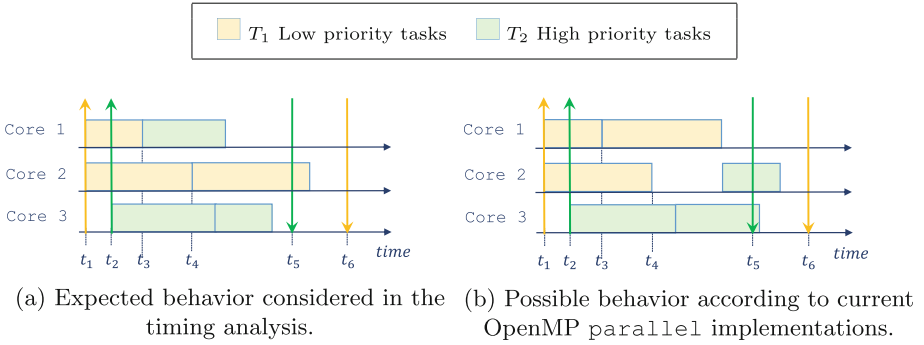 T₁ Low priority tasks T₂ High priority tasks
Core 1
Core 2
Core 3
t₁ t₂ t₃ t₄ t₅ t₆ time
(a) Expected behavior considered in the
timing analysis.
Core 1
Core 2
Core 3
t₁ t₂ t₃ t₄ t₅ t₆ time
(b) Possible behavior according to current
OpenMP parallel implementations.